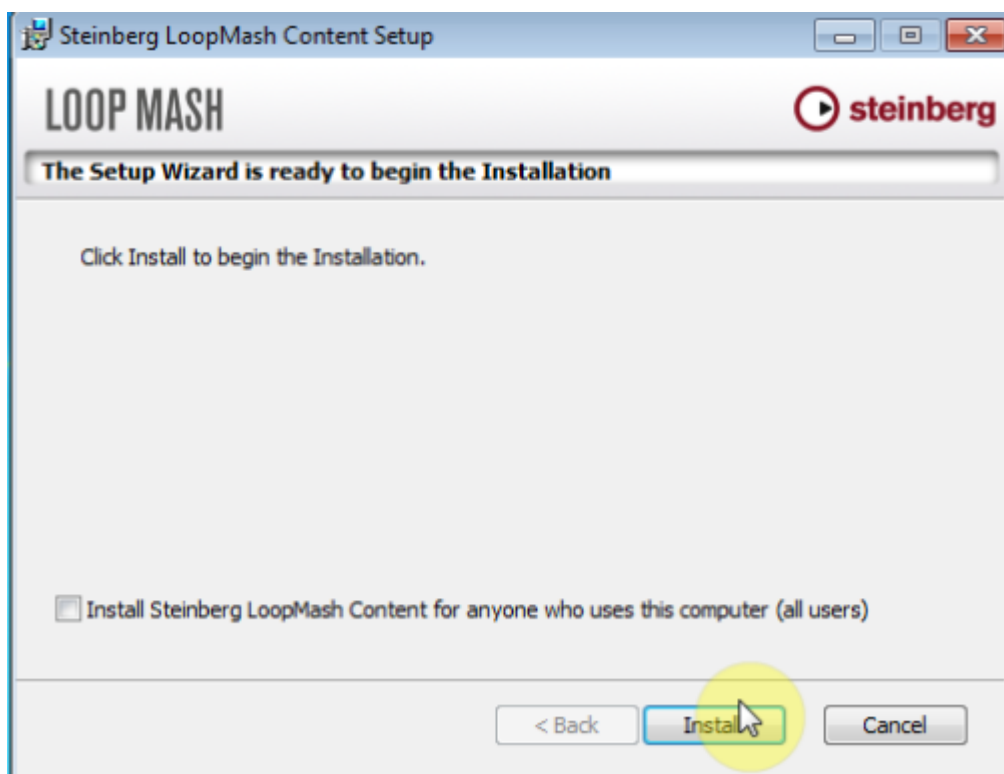 Steinberg LoopMash Content Setup
LOOP MASH
steinberg
The Setup Wizard is ready to begin the Installation
Click Install to begin the Installation.
Install Steinberg LoopMash Content for anyone who uses this computer (all users)
< Back Install Cancel